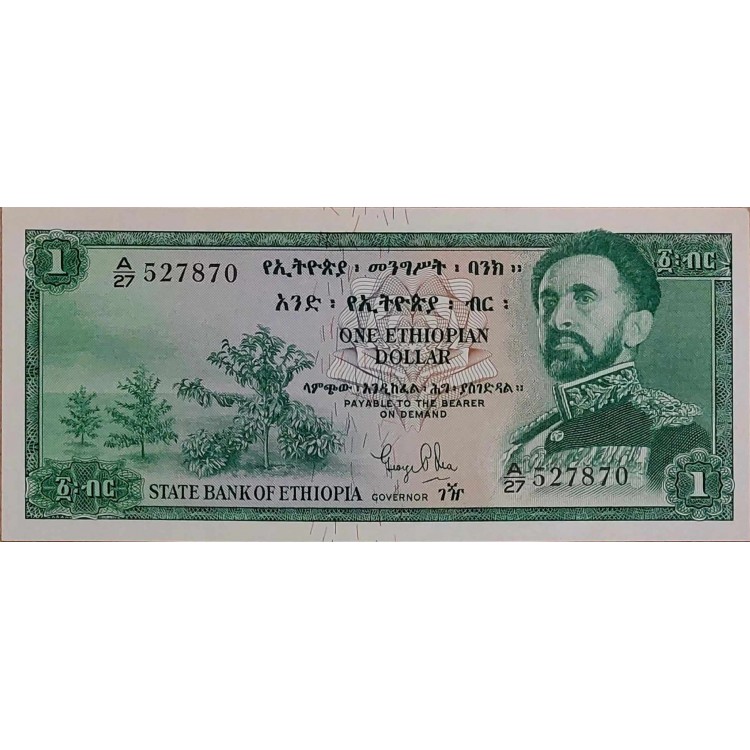 1
A/27 527870
የኢትዮጵያ ፡ መንግሥት ፡ ባንክ ።
፩፡ብር
አንድ ፡ የኢትዮጵያ ፡ ብር ፡
ONE ETHIOPIAN
DOLLAR
ላምጭው ፡ እንዲከፈል ፡ ሕግ ፡ ያስገድዳል ።
PAYABLE TO THE BEARER
ON DEMAND
A/27 527870
፩፡ብር
STATE BANK OF ETHIOPIA
GOVERNOR ገዥ
1